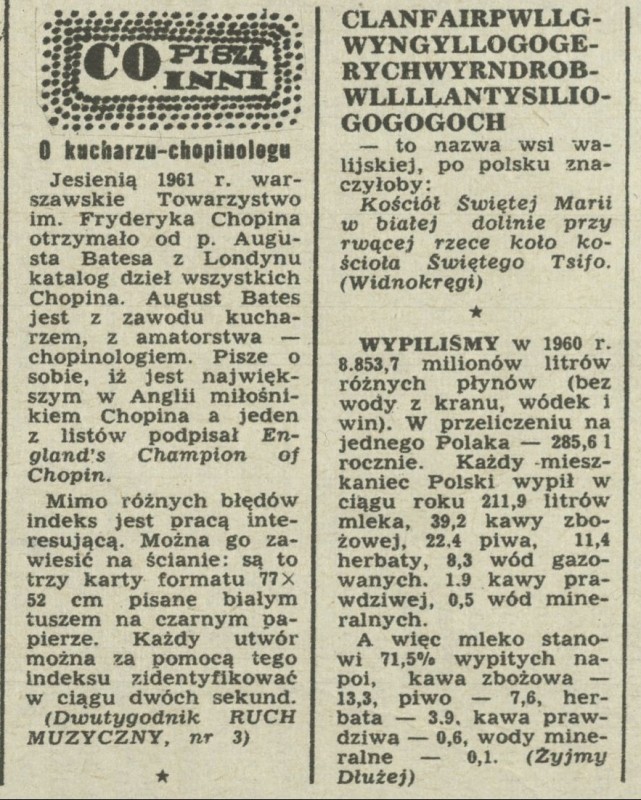 CO PISZĄ
INNI
O kucharzu-chopinologu
Jesienią 1961 r. war-
szawskie Towarzystwo
im. Fryderyka Chopina
otrzymało od p. Augu-
sta Batesa z Londynu
katalog dzieł wszystkich
Chopina. August Bates
jest z zawodu kucha-
rzem, z amatorstwa —
chopinologiem. Pisze o
sobie, iż jest najwięk-
szym w Anglii miłośni-
kiem Chopina a jeden
z listów podpisał En-
gland's Champion of
Chopin.
Mimo różnych błędów
indeks jest pracą inte-
resującą. Można go za-
wiesić na ścianie: są to
trzy karty formatu 77×
52 cm pisane białym
tuszem na czarnym pa-
pierze. Każdy utwór
można za pomocą tego
indeksu zidentyfikować
w ciągu dwóch sekund.
(Dwutygodnik RUCH
MUZYCZNY, nr 3)
★
CLANFAIRPWLLG-
WYNGYLLOGOGE-
RYCHWYRNDROB-
WLLLLANTYSILIO-
GOGOGOCH
— to nazwa wsi wa-
lijskiej, po polsku zna-
czyłoby:
Kościół Świętej Marii
w białej dolinie przy
rwącej rzece koło ko-
ścioła Świętego Tsifo.
(Widnokręgi)
★
WYPILIŚMY w 1960 r.
8.853,7 milionów litrów
różnych płynów (bez
wody z kranu, wódek i
win). W przeliczeniu na
jednego Polaka — 285,6 l
rocznie. Każdy miesz-
kaniec Polski wypił w
ciągu roku 211,9 litrów
mleka, 39,2 kawy zbo-
żowej, 22.4 piwa, 11,4
herbaty, 8,3 wód gazo-
wanych. 1.9 kawy pra-
wdziwej, 0,5 wód mine-
ralnych.
A więc mleko stano-
wi 71,5% wypitych na-
poi, kawa zbożowa —
13,3, piwo — 7,6, her-
bata — 3.9. kawa praw-
dziwa — 0,6, wody mine-
ralne — 0,1. (Żyjmy
Dłużej)